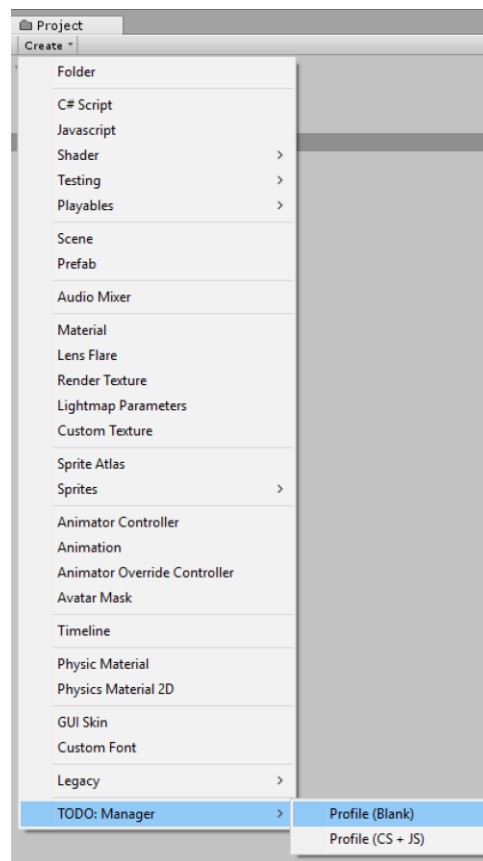 Project
Create
Folder
C# Script
Javascript
Shader
Testing
Playables
Scene
Prefab
Audio Mixer
Material
Lens Flare
Render Texture
Lightmap Parameters
Custom Texture
Sprite Atlas
Sprites
Animator Controller
Animation
Animator Override Controller
Avatar Mask
Timeline
Physic Material
Physics Material 2D
GUI Skin
Custom Font
Legacy
TODO: Manager
Profile (Blank)
Profile (CS + JS)